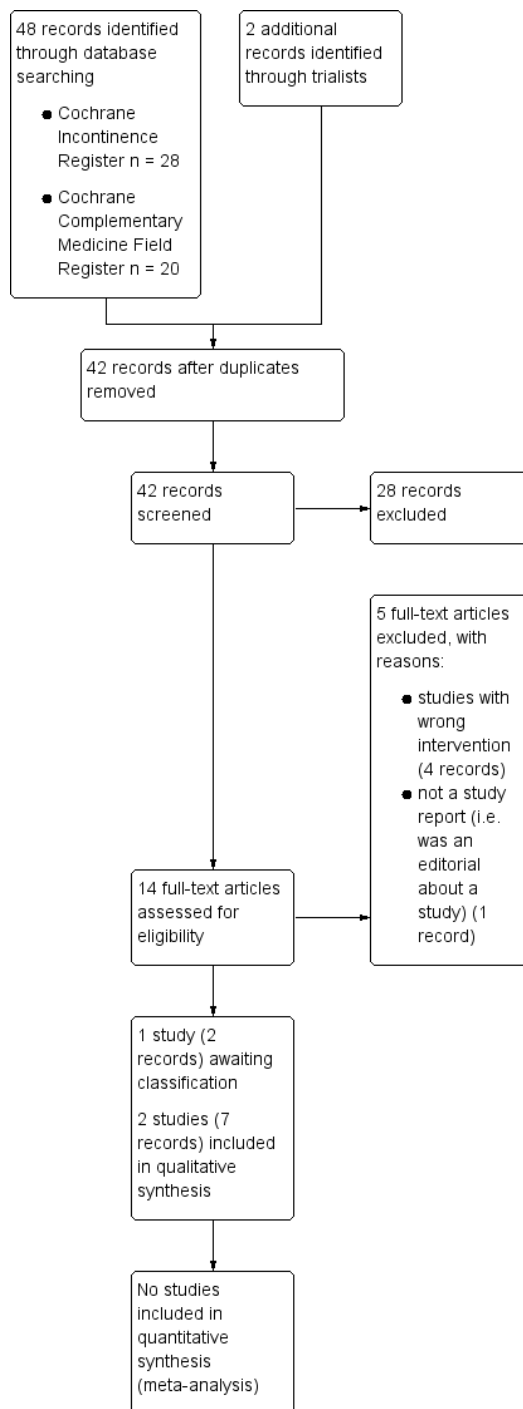 48 records identified
through database
searching
● Cochrane
Incontinence
Register n = 28
● Cochrane
Complementary
Medicine Field
Register n = 20
2 additional
records identified
through trialists
42 records after duplicates
removed
42 records
screened
28 records
excluded
5 full-text articles
excluded, with
reasons:
● studies with
wrong
intervention
(4 records)
● not a study
report (i.e.
was an
editorial
about a
study) (1
record)
14 full-text articles
assessed for
eligibility
1 study (2
records) awaiting
classification
2 studies (7
records) included
in qualitative
synthesis
No studies
included in
quantitative
synthesis
(meta-analysis)